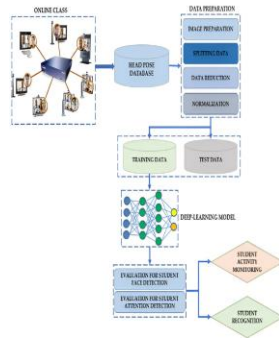 ONLINE CLASS
DATA PREPARATION
IMAGE PREPARATION
SPLITTING DATA
DATA REDUCTION
NORMALIZATION
HEAD POSE
DATABASE
TRAINING DATA
TEST DATA
DEEP-LEARNING MODEL
EVALUATION FOR STUDENT
FACE DETECTION
EVALUATION FOR STUDENT
ATTENTION DETECTION
STUDENT
ACTIVITY
MONITORING
STUDENT
RECOGNITION